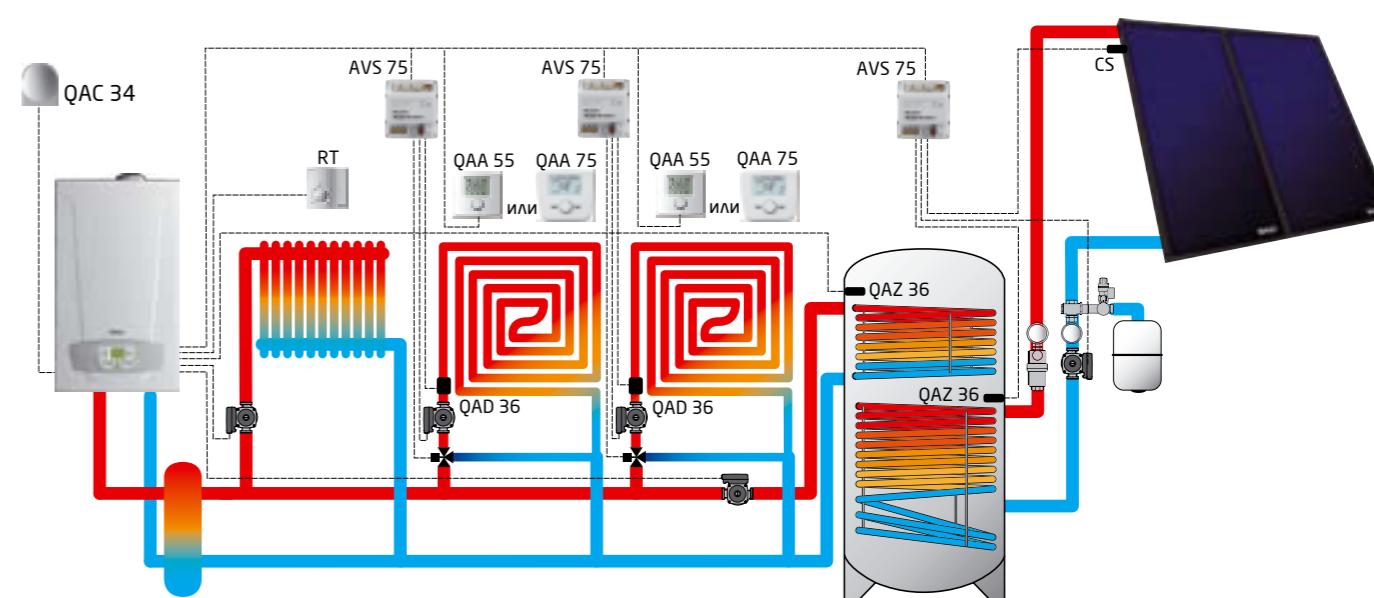 AVS 75
AVS 75
AVS 75
CS
QAC 34
RT
QAA 55
QAA 75
QAA 55
QAA 75
или
или
QAZ 36
QAZ 36
QAD 36
QAD 36